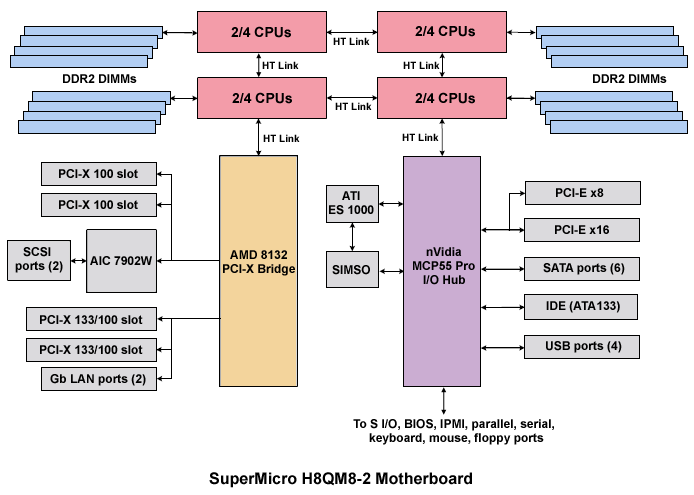 2/4 CPUs
2/4 CPUs
HT Link
DDR2 DIMMs
HT Link
HT Link
DDR2 DIMMs
2/4 CPUs
2/4 CPUs
HT Link
HT Link
HT Link
PCI-X 100 slot
PCI-X 100 slot
SCSI
ports (2)
AIC 7902W
AMD 8132
PCI-X Bridge
PCI-X 133/100 slot
PCI-X 133/100 slot
Gb LAN ports (2)
ATI
ES 1000
SIMSO
nVidia
MCP55 Pro
I/O Hub
PCI-E x8
PCI-E x16
SATA ports (6)
IDE (ATA133)
USB ports (4)
To S I/O, BIOS, IPMI, parallel, serial,
keyboard, mouse, floppy ports
SuperMicro H8QM8-2 Motherboard